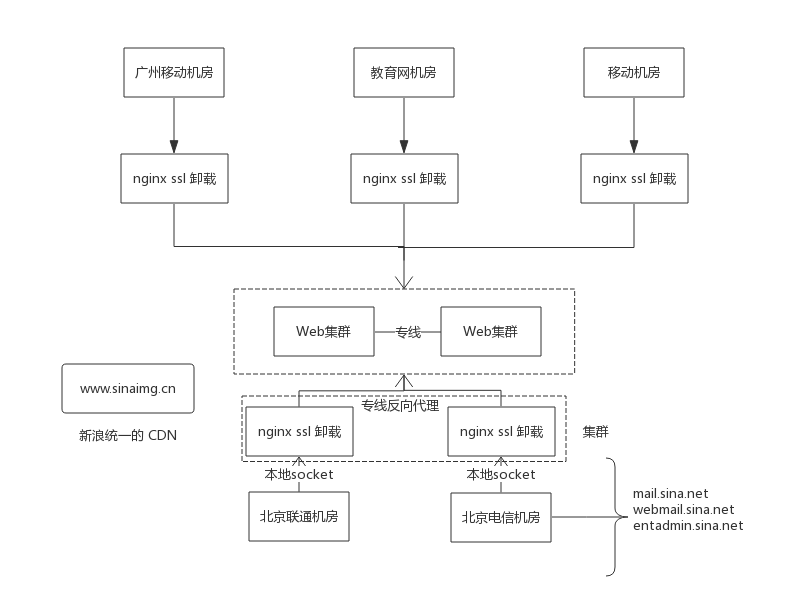 广州移动机房
教育网机房
移动机房
nginx ssl 卸载
nginx ssl 卸载
nginx ssl 卸载
Web集群
专线
Web集群
www.sinaimg.cn
新浪统一的 CDN
专线反向代理
nginx ssl 卸载
nginx ssl 卸载
集群
本地socket
本地socket
北京联通机房
北京电信机房
mail.sina.net
webmail.sina.net
entadmin.sina.net